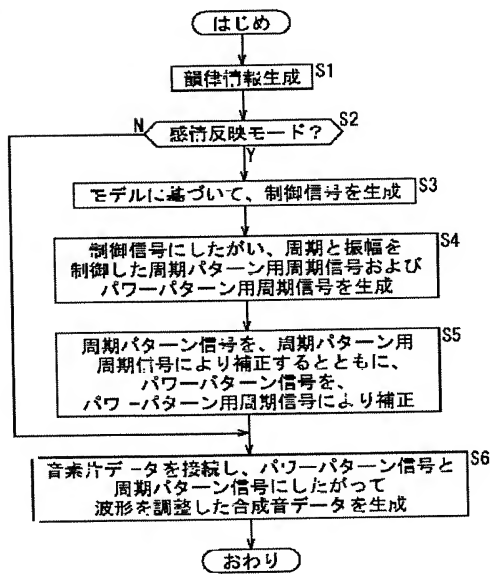 はじめ
韻律情報生成
S1
感情反映モード?
S2
N
Y
モデルに基づいて、制御信号を生成
S3
制御信号にしたがい、周期と振幅を
制御した周期パターン用周期信号および
パワーパターン用周期信号を生成
S4
周期パターン信号を、周期パターン用
周期信号により補正するとともに、
パワーパターン信号を、
パワーパターン用周期信号により補正
S5
音素片データを接続し、パワーパターン信号と
周期パターン信号にしたがって
波形を調整した合成音データを生成
S6
おわり